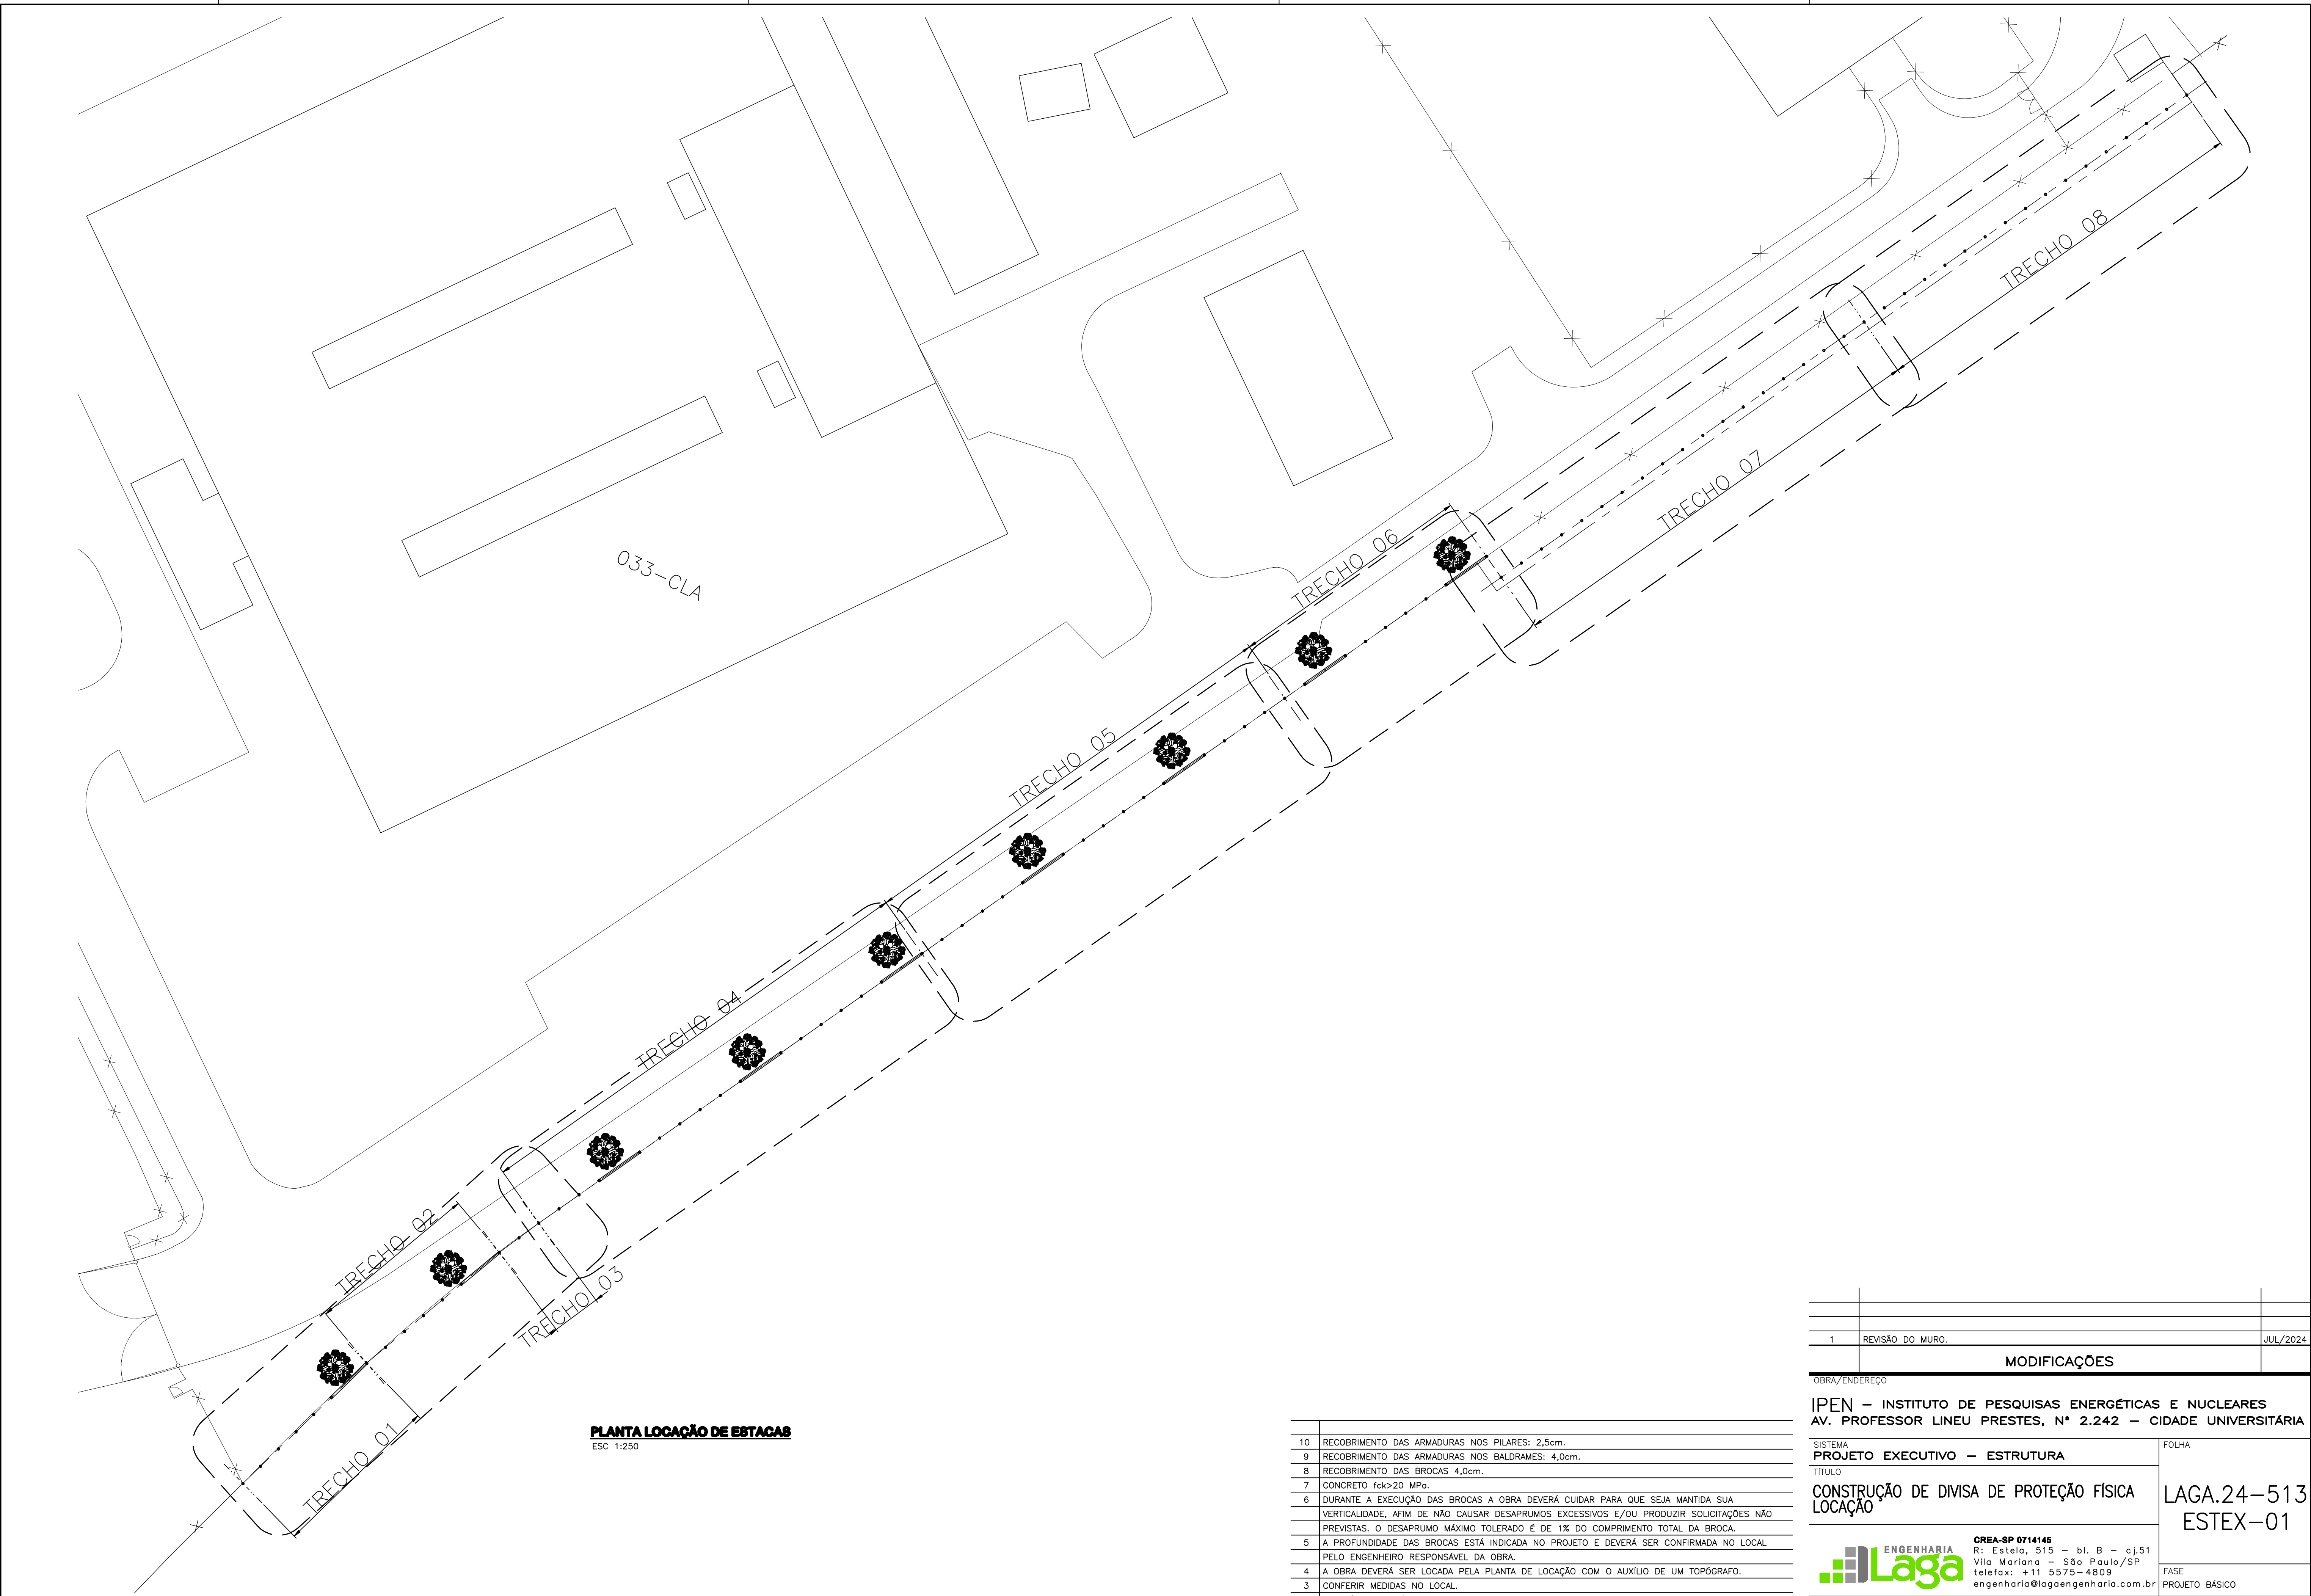 TRECHO 08
TRECHO 07
TRECHO 06
033-CLA
TRECHO 05
TRECHO 04
TRECHO 02
TRECHO 03
TRECHO 01
PLANTA LOCAÇÃO DE ESTACAS
ESC 1:250
10 RECOBRIMENTO DAS ARMADURAS NOS PILARES: 2,5cm.
9 RECOBRIMENTO DAS ARMADURAS NOS BALDRAMES: 4,0cm.
8 RECOBRIMENTO DAS BROCAS 4,0cm.
7 CONCRETO fck>20 MPa.
6 DURANTE A EXECUÇÃO DAS BROCAS A OBRA DEVERÁ CUIDAR PARA QUE SEJA MANTIDA SUA
VERTICALIDADE, AFIM DE NÃO CAUSAR DESAPRUMOS EXCESSIVOS E/OU PRODUZIR SOLICITAÇÕES NÃO
PREVISTAS. O DESAPRUMO MÁXIMO TOLERADO É DE 1% DO COMPRIMENTO TOTAL DA BROCA.
5 A PROFUNDIDADE DAS BROCAS ESTÁ INDICADA NO PROJETO E DEVERÁ SER CONFIRMADA NO LOCAL
PELO ENGENHEIRO RESPONSÁVEL DA OBRA.
4 A OBRA DEVERÁ SER LOCADA PELA PLANTA DE LOCAÇÃO COM O AUXÍLIO DE UM TOPÓGRAFO.
3 CONFERIR MEDIDAS NO LOCAL.
1 REVISÃO DO MURO. JUL/2024
MODIFICAÇÕES
OBRA/ENDEREÇO
IPEN - INSTITUTO DE PESQUISAS ENERGÉTICAS E NUCLEARES
AV. PROFESSOR LINEU PRESTES, Nº 2.242 - CIDADE UNIVERSITÁRIA
SISTEMA
PROJETO EXECUTIVO - ESTRUTURA
TÍTULO
CONSTRUÇÃO DE DIVISA DE PROTEÇÃO FÍSICA
LOCAÇÃO
FOLHA
LAGA.24-513
ESTEX-01
ENGENHARIA
Laga
CREA-SP 0714145
R: Estela, 515 - bl. B - cj.51
Vila Mariana - São Paulo/SP
telefax: +11 5575-4809
engenharia@lagaengenharia.com.br
FASE
PROJETO BÁSICO